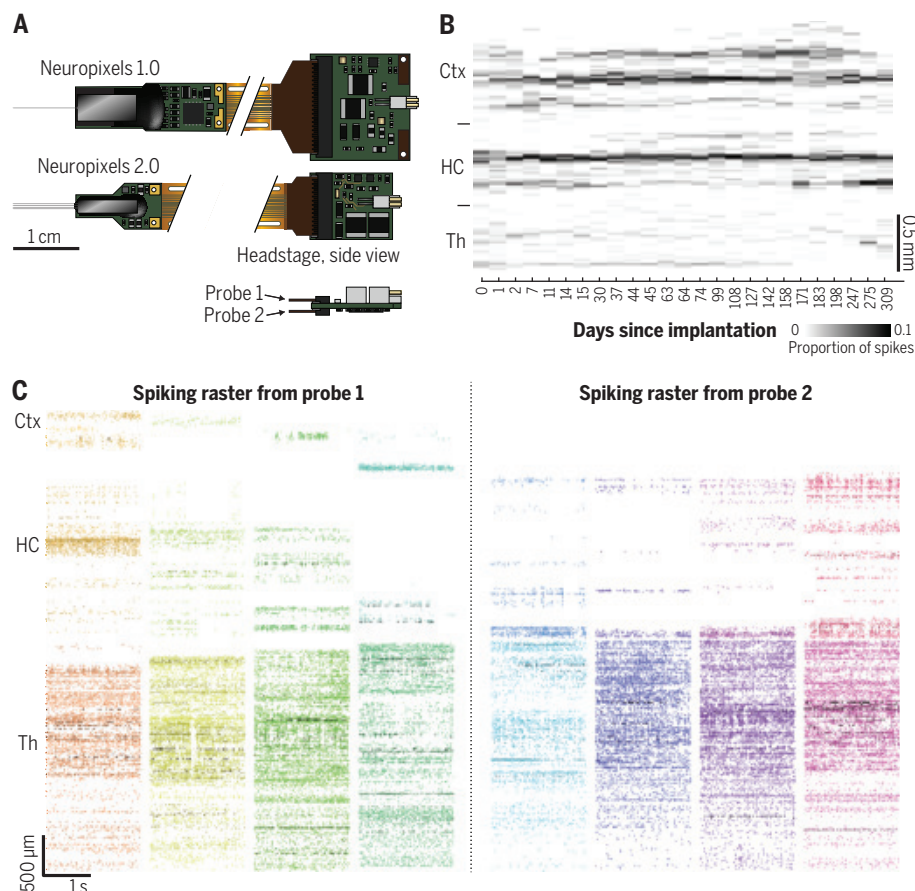 A
Neuropixels 1.0
Neuropixels 2.0
1 cm
Headstage, side view
Probe 1
Probe 2
B
Ctx
HC
Th
0.5 mm
0 1 2 7 11 14 15 30 37 44 45 63 64 74 99 108 127 142 158 171 183 198 247 275 309
Days since implantation
0 0.1
Proportion of spikes
C
Spiking raster from probe 1
Spiking raster from probe 2
Ctx
HC
Th
500 µm
1 s